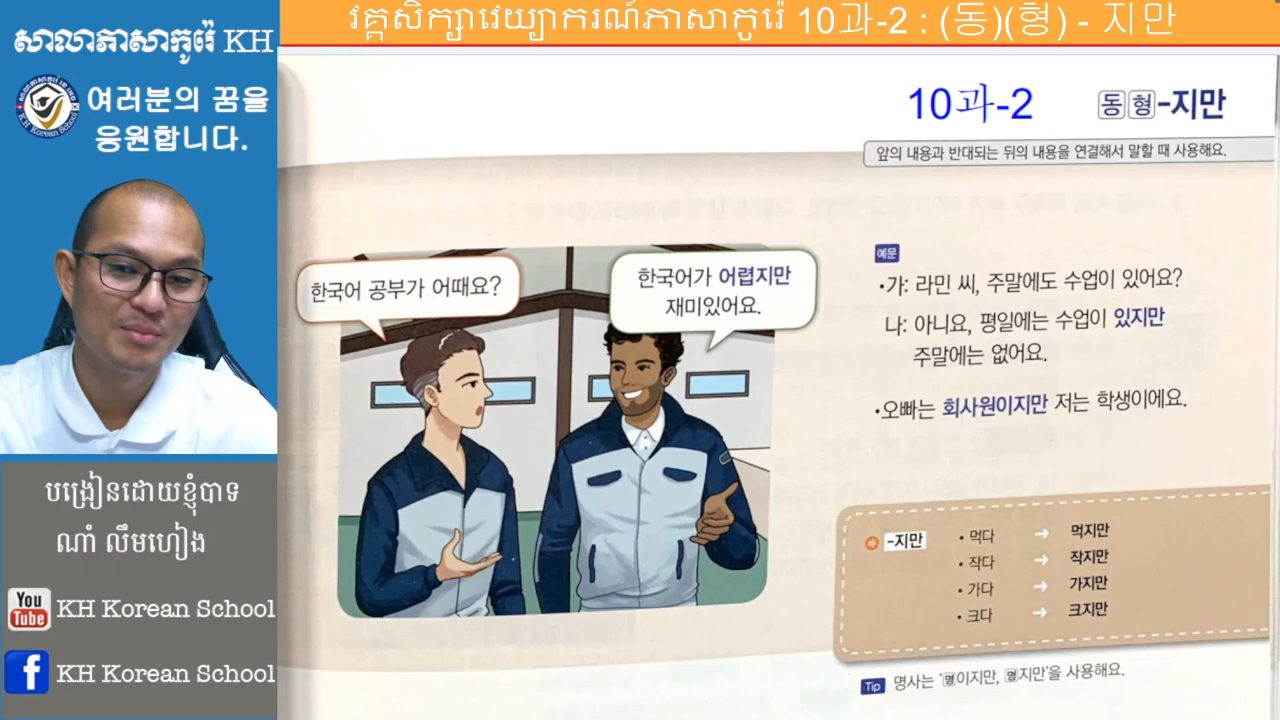 សាលាភាសាកូរ៉េ KH
여러분의 꿈을
응원합니다.
វគ្គសិក្សាវេយ្យាករណ៍ភាសាកូរ៉េ 10과-2 : (동)(형) - 지만
10과-2
동 형 -지만
앞의 내용과 반대되는 뒤의 내용을 연결해서 말할 때 사용해요.
한국어 공부가 어때요?
한국어가 어렵지만
재미있어요.
예문
•가: 라민 씨, 주말에도 수업이 있어요?
나: 아니요, 평일에는 수업이 있지만
주말에는 없어요.
•오빠는 회사원이지만 저는 학생이에요.
-지만
•먹다 → 먹지만
•작다 → 작지만
•가다 → 가지만
•크다 → 크지만
Tip 명사는 '명이지만, 명지만'을 사용해요.
បង្រៀនដោយខ្ញុំបាទ
ណាំ លឹមហៀង
You Tube KH Korean School
f KH Korean School